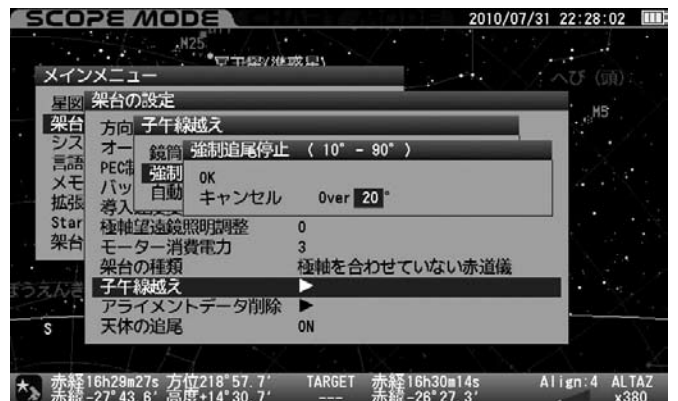 SCOPE MODE
2010/07/31 22:28:02
M25
メインメニュー
へび (頭)
星図
架台の設定
M5
架台
方向
子午線越え
シス
オー
鏡筒
強制追尾停止 ( 10° - 90° )
言語
PEC
強制
OK
メモ
バッ
自動
キャンセル Over 20°
拡張
導入
Star
極軸望遠鏡照明調整 0
架台
モーター消費電力 3
架台の種類 極軸を合わせていない赤道儀
ぼうえんき
子午線越え ▶
アライメントデータ削除 ▶
S
天体の追尾 ON
赤経16h29m27s 方位218°57.7′ TARGET 赤経16h30m14s Align:4 ALTAZ
赤緯-27°43.6′ 高度+14°30.7′ --- 赤緯-26°27.3′ x380